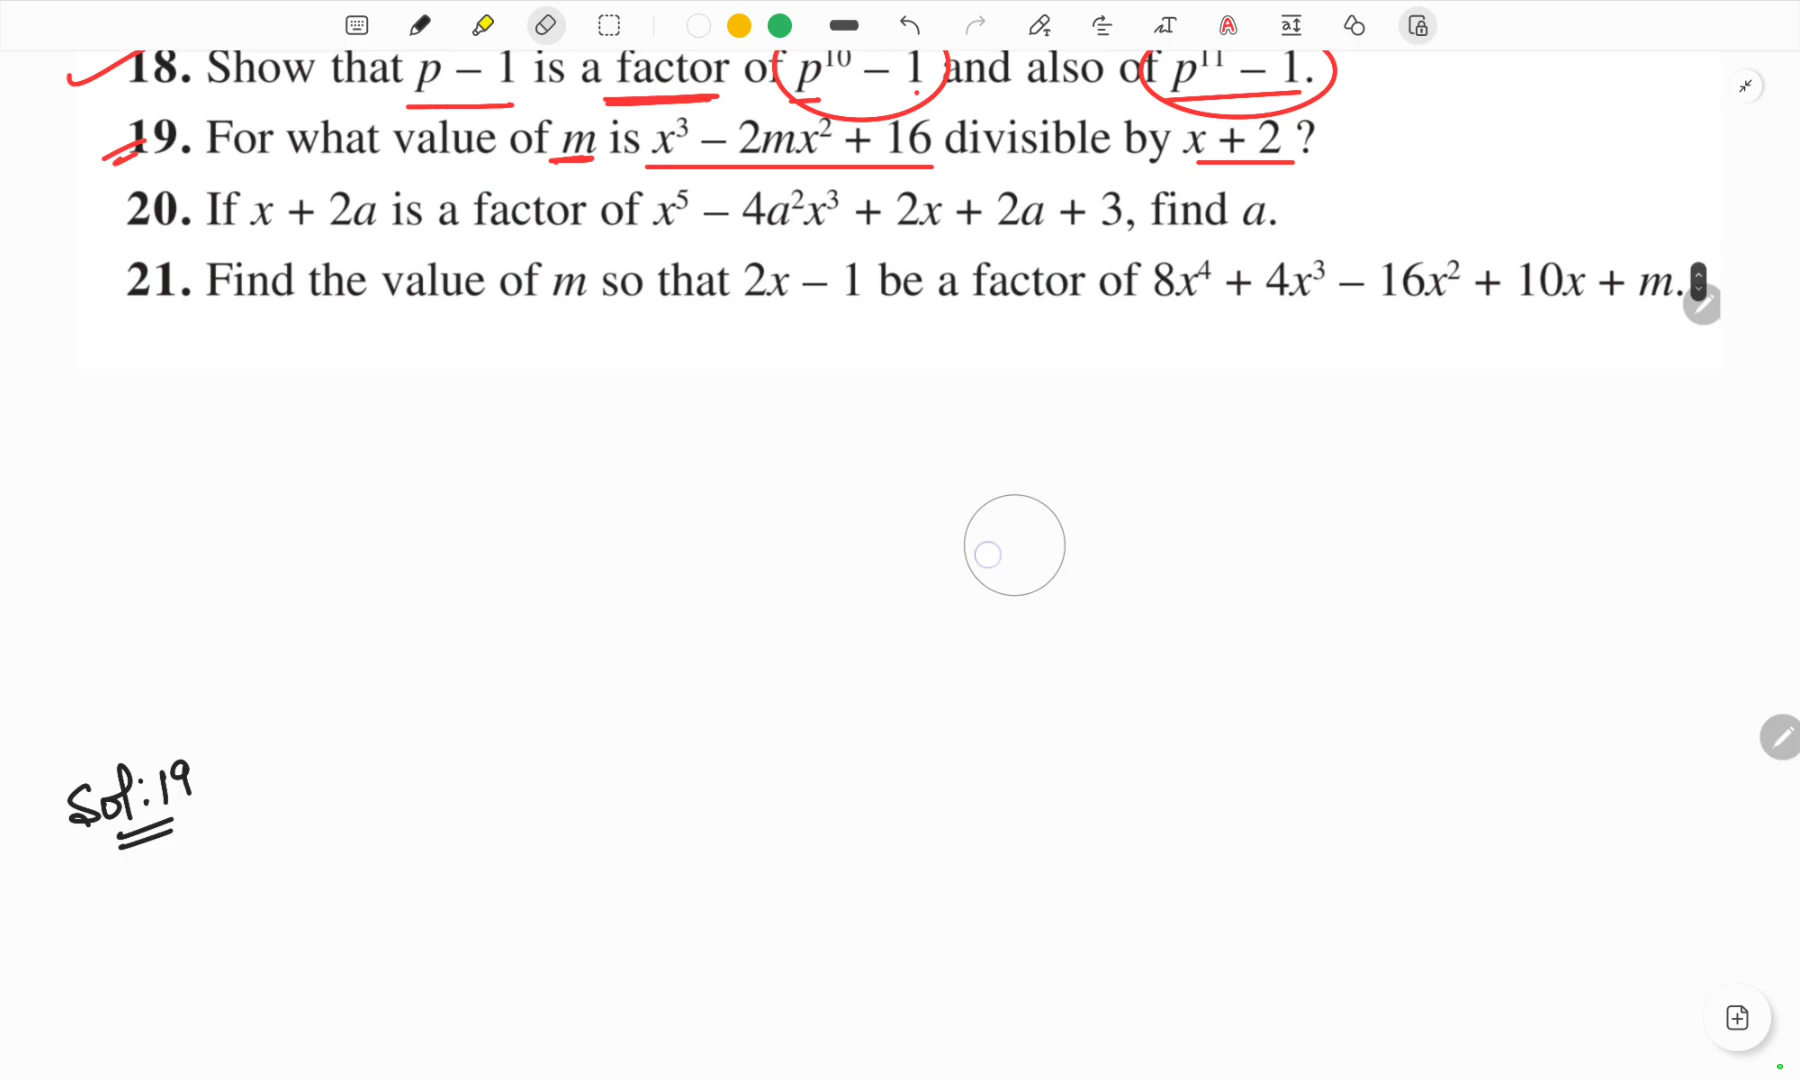 18. Show that p – 1 is a factor of p¹⁰ – 1 and also of p¹¹ – 1.
19. For what value of m is x³ – 2mx² + 16 divisible by x + 2 ?
20. If x + 2a is a factor of x⁵ – 4a²x³ + 2x + 2a + 3, find a.
21. Find the value of m so that 2x – 1 be a factor of 8x⁴ + 4x³ – 16x² + 10x + m.
Sol:19